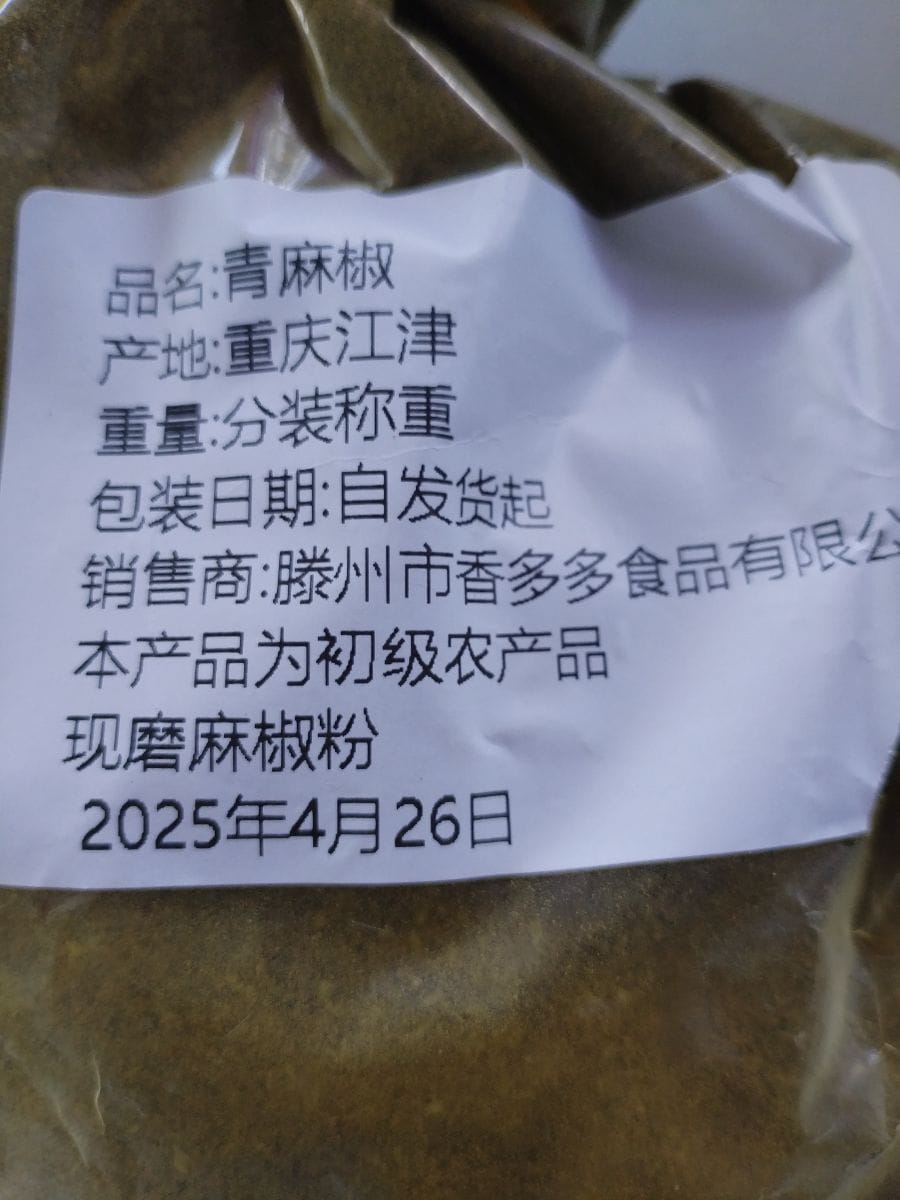 品名:青麻椒
产地:重庆江津
重量:分装称重
包装日期:自发货起
销售商:滕州市香多多食品有限公
本产品为初级农产品
现磨麻椒粉
2025年4月26日